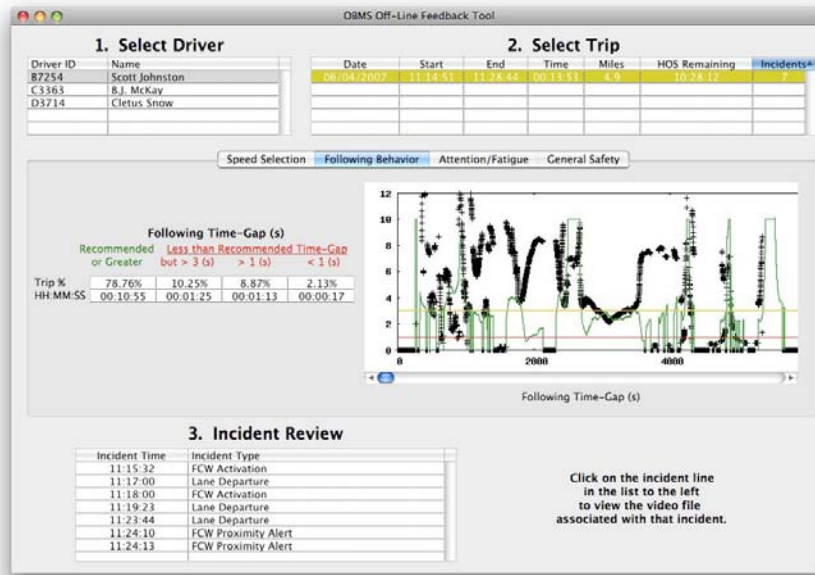 OBMS Off-Line Feedback Tool
1. Select Driver
Driver ID Name
87254 Scott Johnston
C3363 B.J. McKay
D3714 Cletus Snow
2. Select Trip
Date Start End Time Miles HOS Remaining Incidents
06/04/2007 11:14:51 11:28:44 00:13:53 4.9 10:28:12 7
Speed Selection Following Behavior Attention/Fatigue General Safety
Following Time-Gap (s)
Recommended Less than Recommended Time-Gap
or Greater but > 3 (s) > 1 (s) < 1 (s)
Trip % 78.76% 10.25% 8.87% 2.13%
HH:MM:SS 00:10:55 00:01:25 00:01:13 00:00:17
12
10
8
6
4
2
0
0 2000 4000
Following Time-Gap (s)
3. Incident Review
Incident Time Incident Type
11:15:32 FCW Activation
11:17:00 Lane Departure
11:18:00 FCW Activation
11:19:23 Lane Departure
11:23:44 Lane Departure
11:24:10 FCW Proximity Alert
11:24:13 FCW Proximity Alert
Click on the incident line
in the list to the left
to view the video file
associated with that incident.